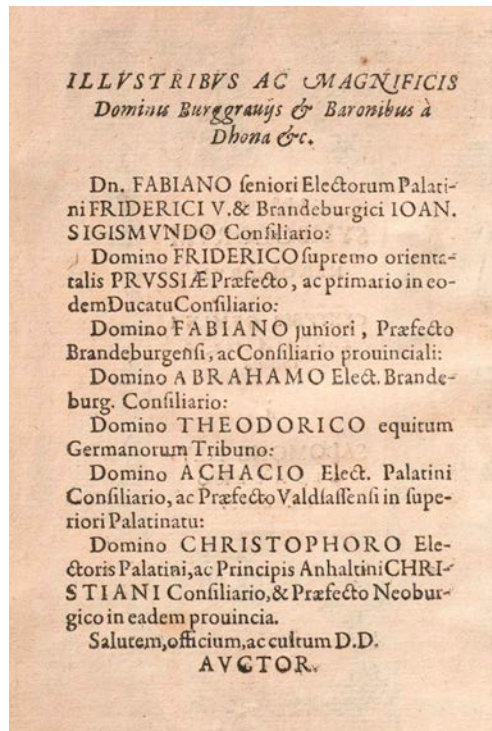 ILLVSTRIBVS AC MAGNIFICIS
Dominis Burggrauijs & Baronibus à
Dhona &c.
Dn. FABIANO seniori Electorum Palati-
ni FRIDERICI V. & Brandeburgici IOAN.
SIGISMVNDO Consiliario:
Domino FRIDERICO supremo orienta-
talis PRVSSIÆ Præfecto, ac primario in eo-
dem Ducatu Consiliario:
Domino FABIANO juniori, Præfecto
Brandeburgensi, ac Consiliario prouinciali:
Domino ABRAHAMO Elect. Brande-
burg. Consiliario:
Domino THEODORICO equitum
Germanorum Tribuno:
Domino ACHACIO Elect. Palatini
Consiliario, ac Præfecto Valdsassensi in supe-
riori Palatinatu:
Domino CHRISTOPHORO Ele-
ctoris Palatini, ac Principis Anhaltini CHRI-
STIANI Consiliario, & Præfecto Neobur-
gico in eadem prouincia.
Salutem, officium, ac cultum D.D.
AVCTOR.